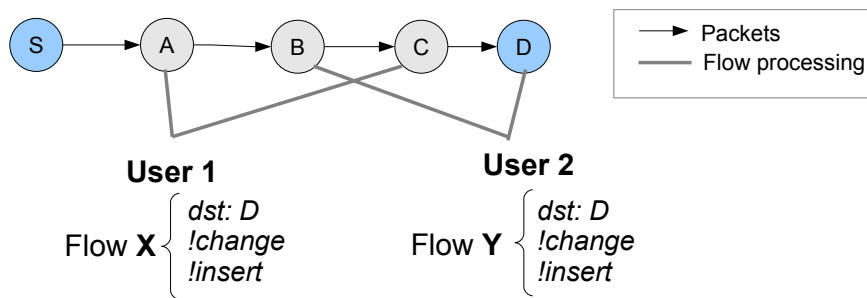 S A B C D
Packets
Flow processing
User 1
Flow X
dst: D
!change
!insert
User 2
Flow Y
dst: D
!change
!insert